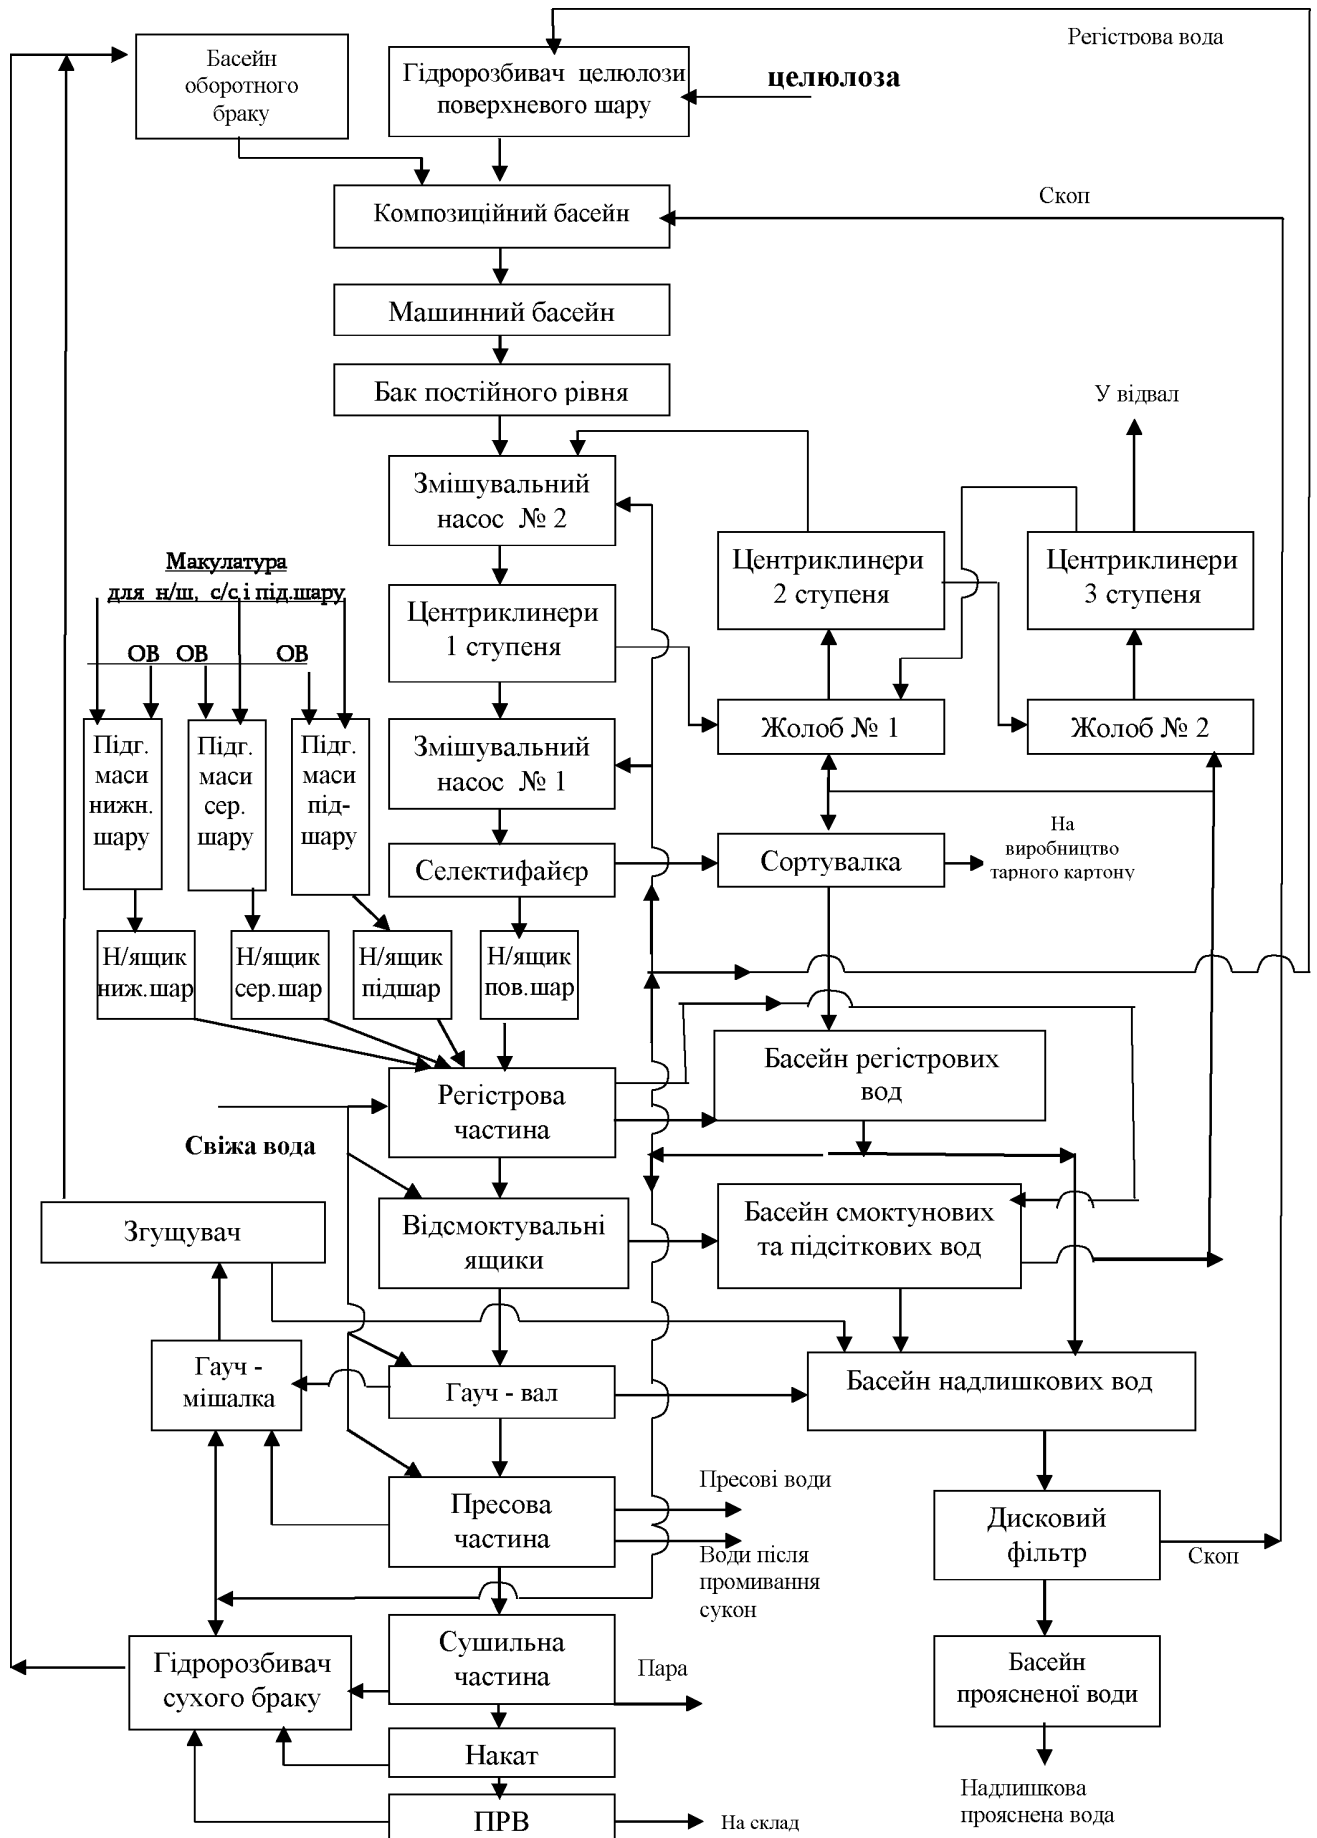 Регістрова вода
Басейн
оборотного
браку
Гідророзбивач целюлози
поверхневого шару
целюлоза
Композиційний басейн
Скоп
Машинний басейн
Бак постійного рівня
У відвал
Змішувальний
насос № 2
Центриклинери
2 ступеня
Центриклинери
3 ступеня
Макулатура
для н/ш, с/с і під.шару
Центриклинери
1 ступеня
ОВ ОВ ОВ
Підг.
маси
нижн.
шару
Підг.
маси
сер.
шару
Підг.
маси
під-
шару
Змішувальний
насос № 1
Жолоб № 1
Жолоб № 2
Селектифайєр
Сортувалка
На
виробництво
тарного картону
Н/ящик
ниж.шар
Н/ящик
сер.шар
Н/ящик
підшар
Н/ящик
пов.шар
Регістрова
частина
Басейн регістрових
вод
Свіжа вода
Згущувач
Відсмоктувальні
ящики
Басейн смоктунових
та підсіткових вод
Гауч -
мішалка
Гауч - вал
Басейн надлишкових вод
Пресова
частина
Пресові води
Води після
промивання
сукон
Дисковий
фільтр
Скоп
Гідророзбивач
сухого браку
Сушильна
частина
Пара
Басейн
проясненої води
Накат
Надлишкова
прояснена вода
ПРВ
На склад